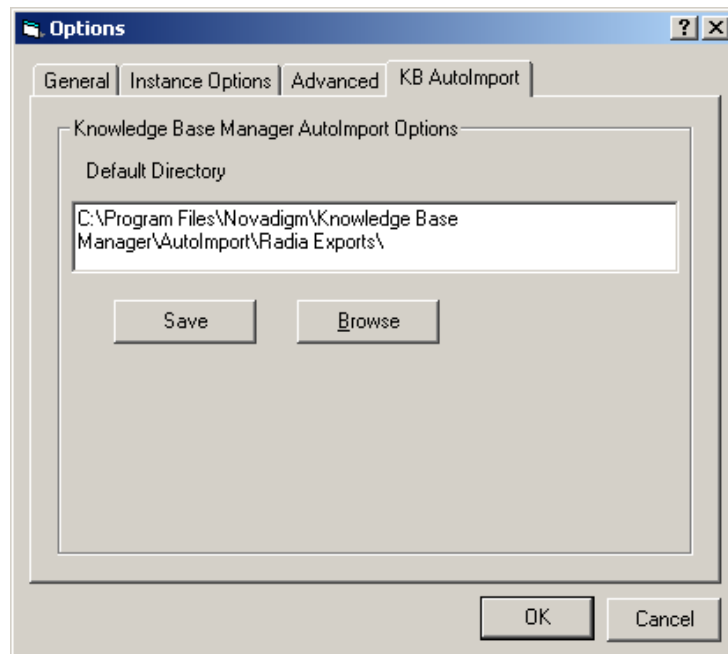 Options
General Instance Options Advanced KB AutoImport
Knowledge Base Manager AutoImport Options
Default Directory
C:\Program Files\Novadigm\Knowledge Base
Manager\AutoImport\Radia Exports\
Save Browse
OK Cancel